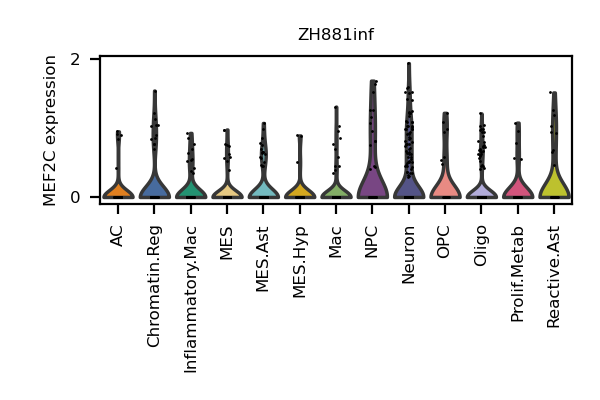 ZH881inf
MEF2C expression
2
0
AC
Chromatin.Reg
Inflammatory.Mac
MES
MES.Ast
MES.Hyp
Mac
NPC
Neuron
OPC
Oligo
Prolif.Metab
Reactive.Ast